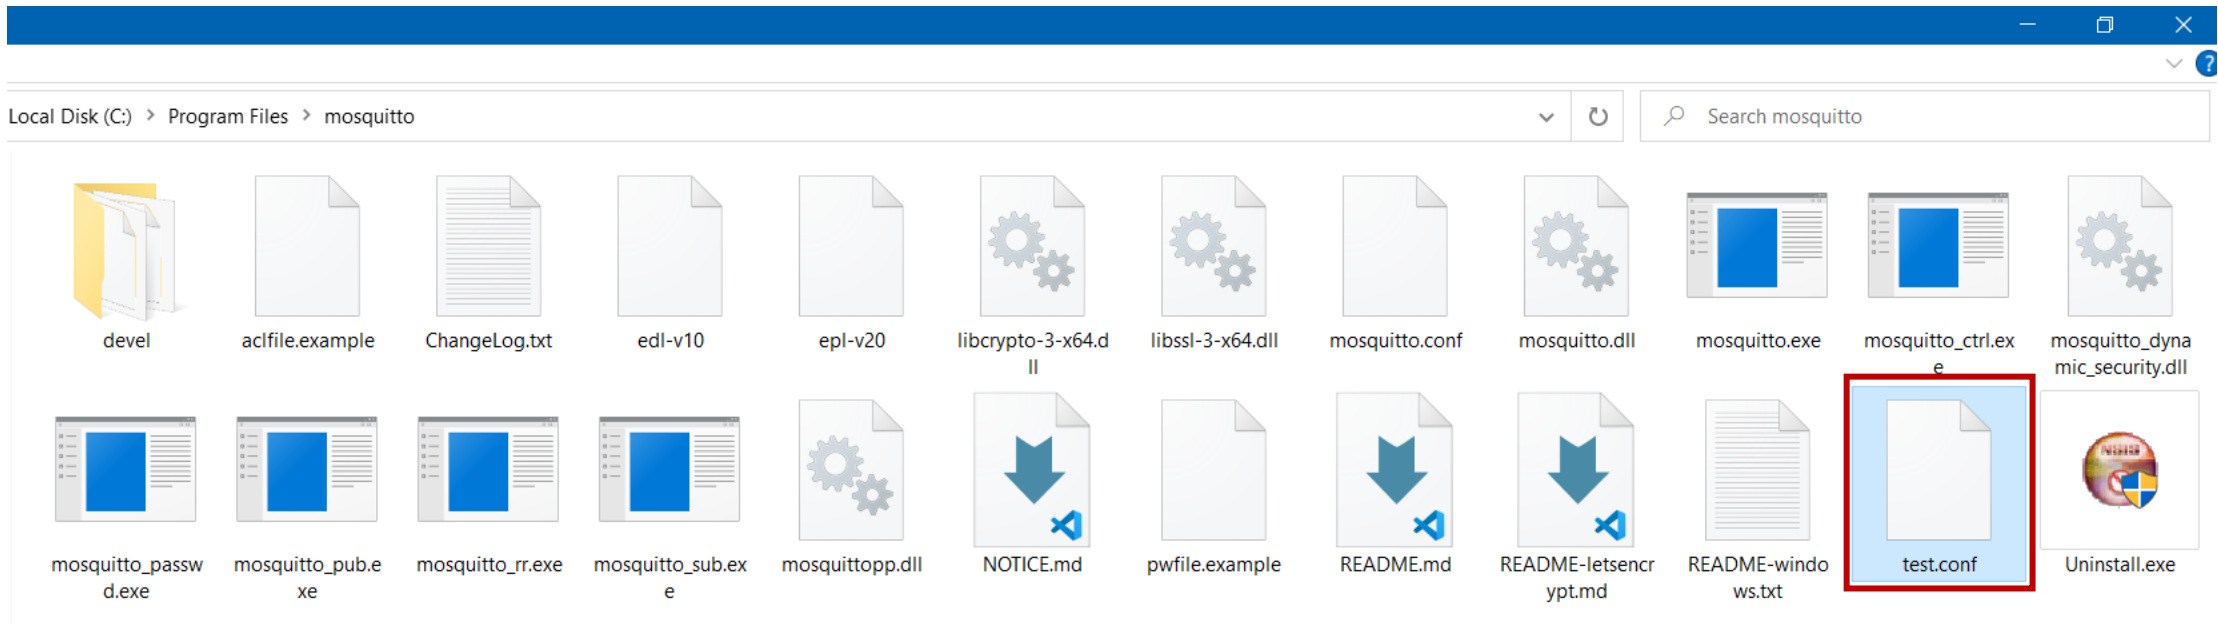 ?
Local Disk (C:) > Program Files > mosquitto
Search mosquitto
devel
aclfile.example
ChangeLog.txt
edl-v10
epl-v20
libcrypto-3-x64.d
ll
libssl-3-x64.dll
mosquitto.conf
mosquitto.dll
mosquitto.exe
mosquitto_ctrl.ex
e
mosquitto_dyna
mic_security.dll
mosquitto_passw
d.exe
mosquitto_pub.e
xe
mosquitto_rr.exe
mosquitto_sub.ex
e
mosquittopp.dll
NOTICE.md
pwfile.example
README.md
README-letsencr
ypt.md
README-windo
ws.txt
test.conf
Uninstall.exe